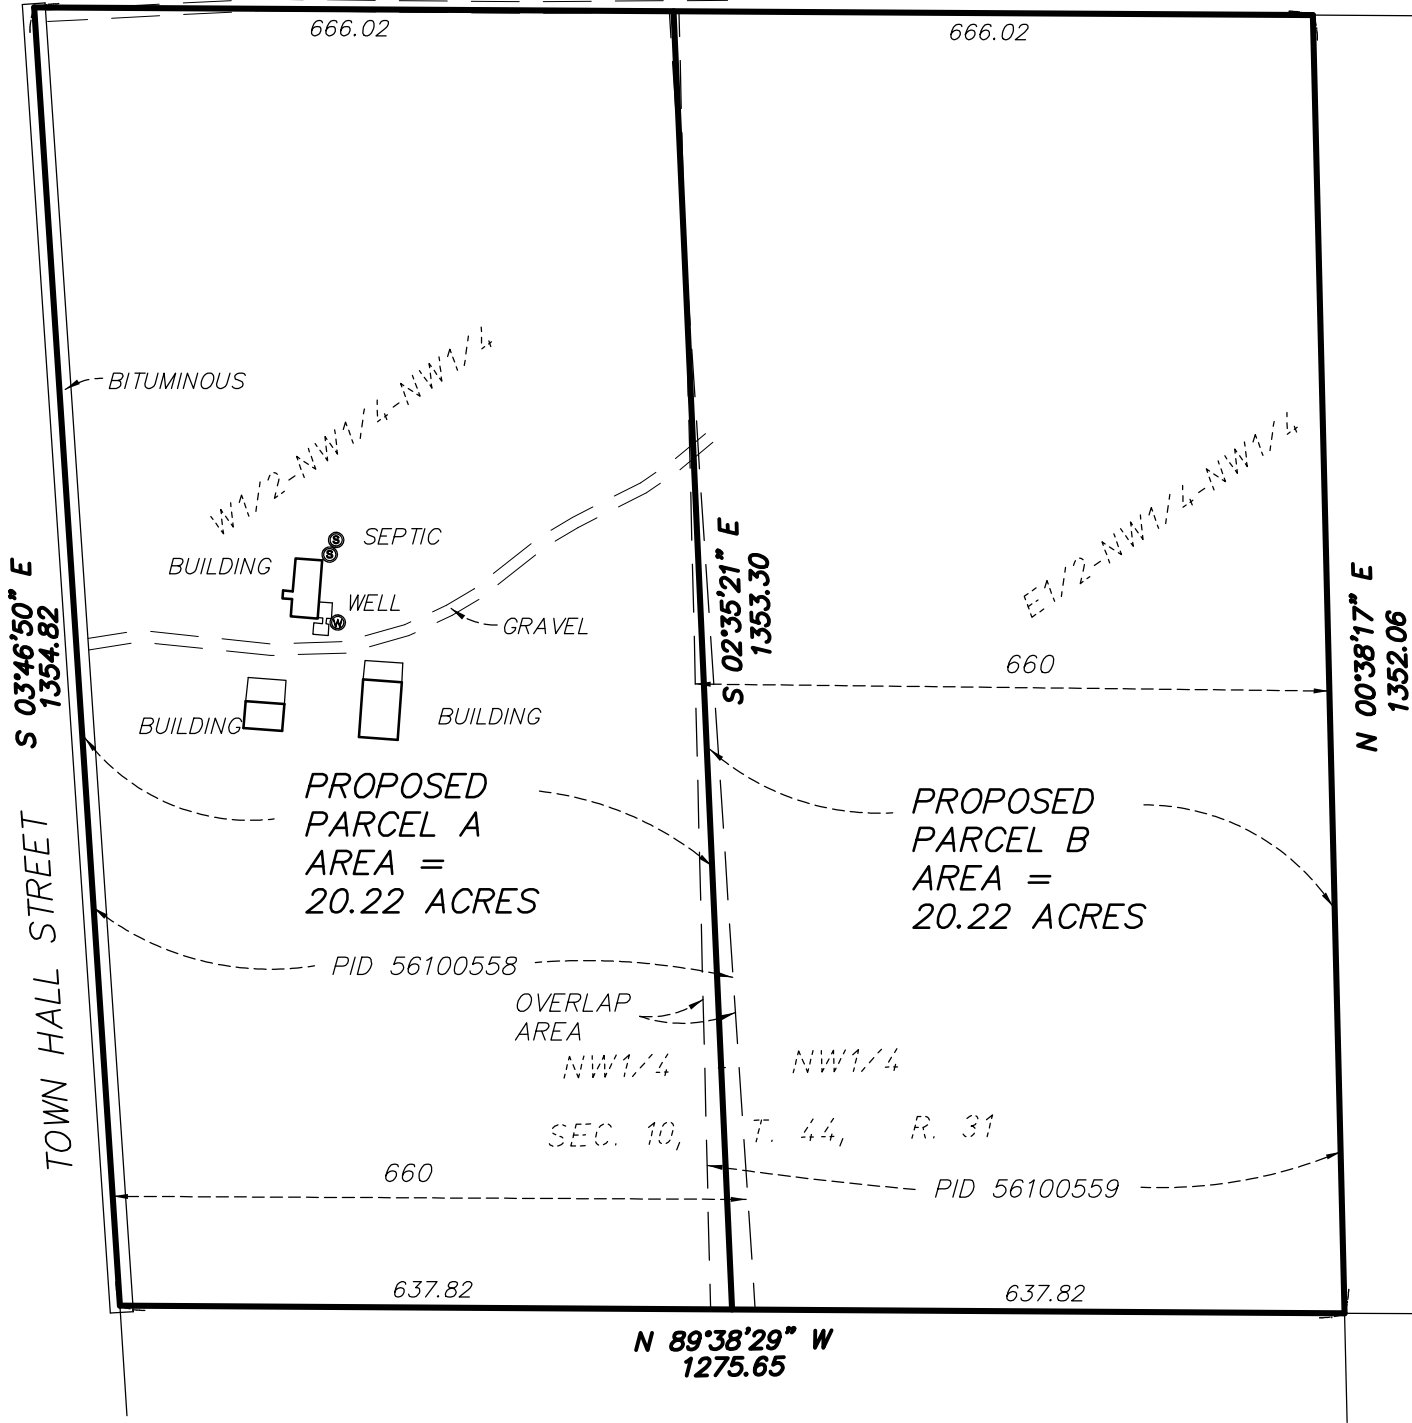 666.02
666.02
BITUMINOUS
W1/2-NW1/4-NW1/4
E1/2-NW1/4-NW1/4
SEPTIC
S
S
BUILDING
WELL
W
GRAVEL
S 03°46'50" E
1354.82
S 02°35'21" E
1353.30
N 00°38'17" E
1352.06
660
BUILDING
BUILDING
PROPOSED
PARCEL A
AREA =
20.22 ACRES
PROPOSED
PARCEL B
AREA =
20.22 ACRES
TOWN HALL STREET
PID 56100558
OVERLAP
AREA
NW1/4 NW1/4
SEC. 10, T. 44, R. 31
660
PID 56100559
637.82
637.82
N 89°38'29" W
1275.65